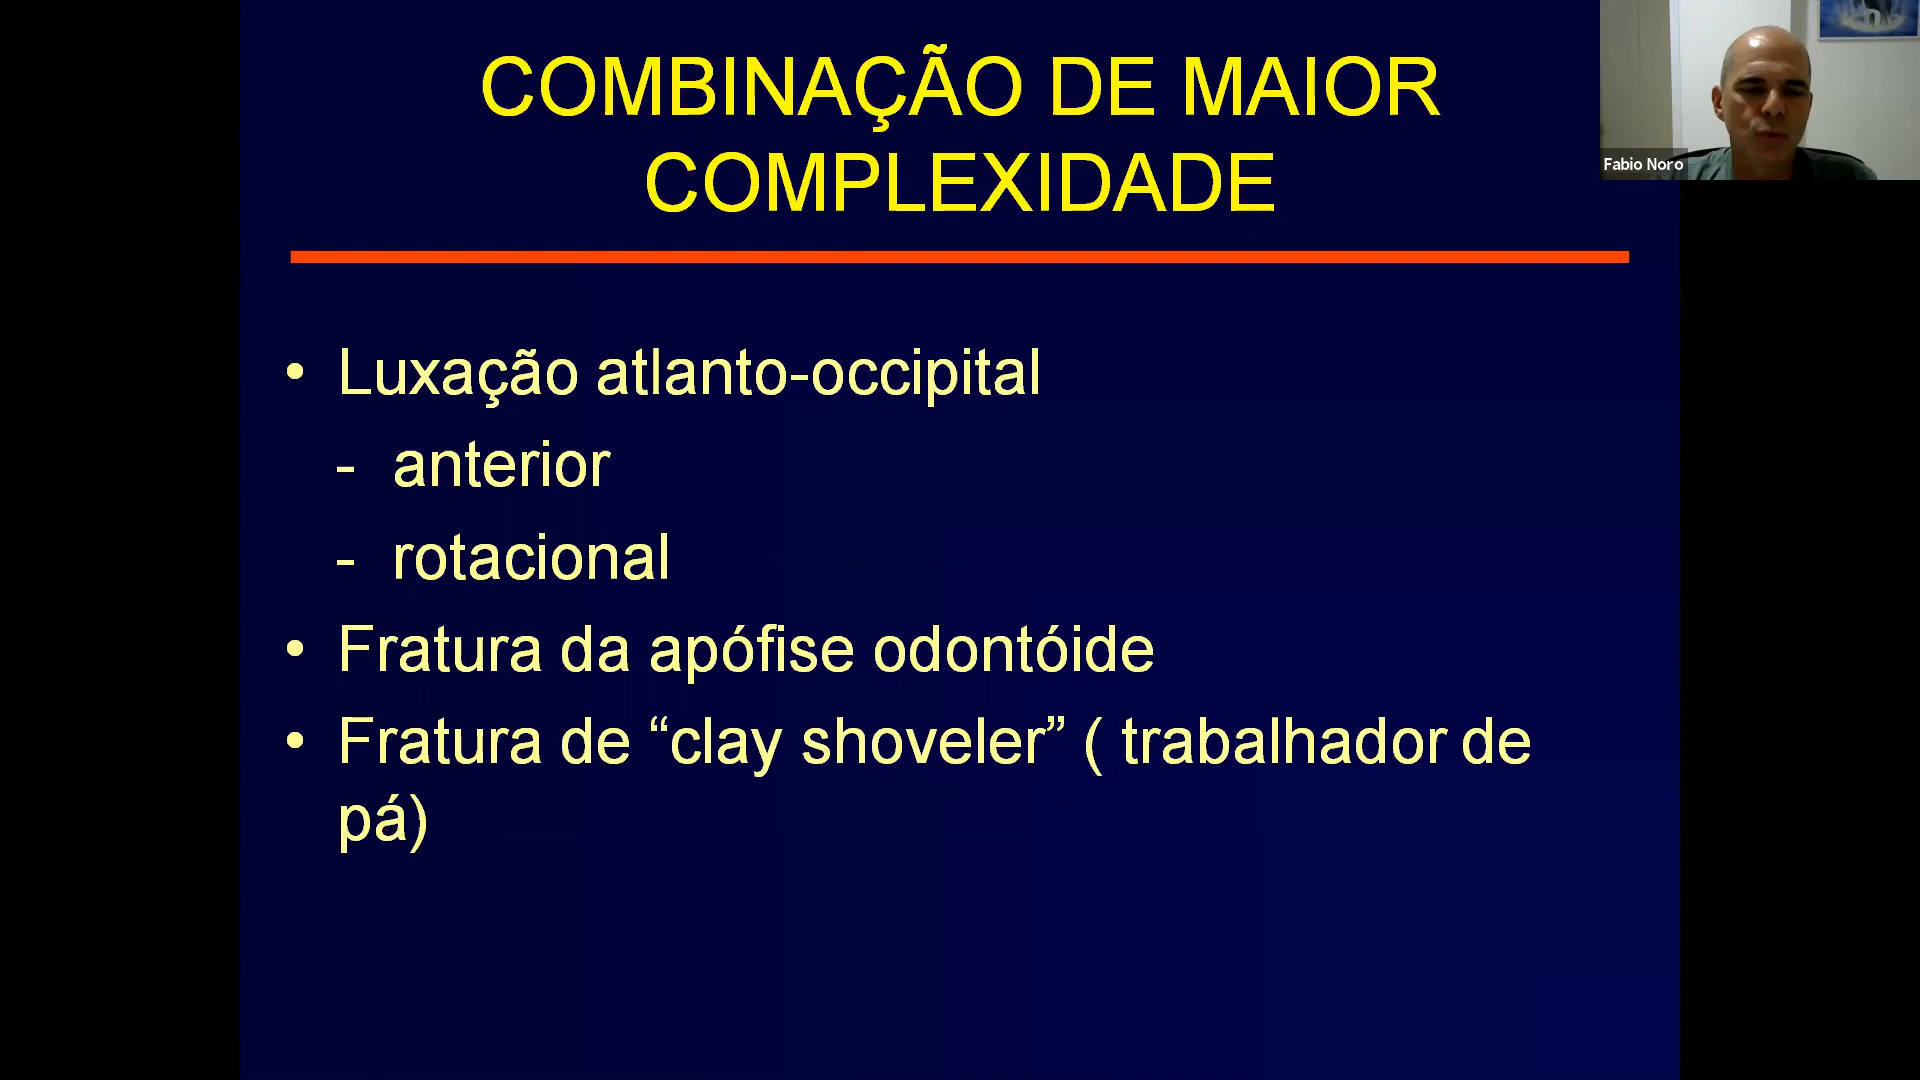 COMBINAÇÃO DE MAIOR
COMPLEXIDADE
Fabio Noro
• Luxação atlanto-occipital
- anterior
- rotacional
• Fratura da apófise odontóide
• Fratura de “clay shoveler” ( trabalhador de
pá)